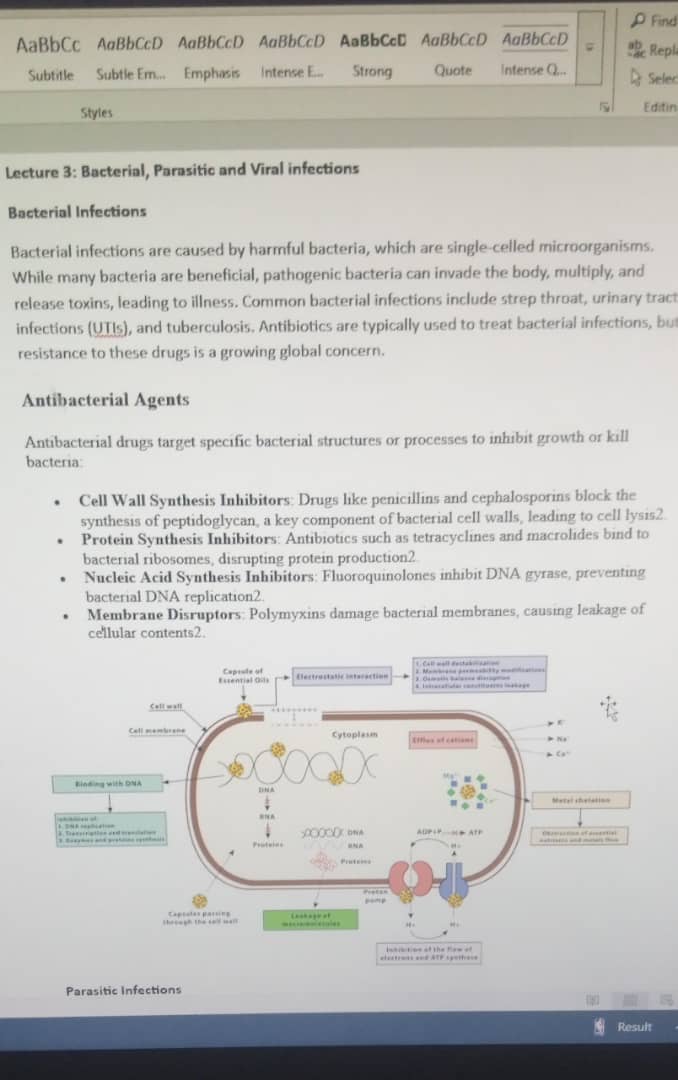 Find
AaBbCc AaBbCcD AaBbCcD AaBbCcD AaBbCcD AaBbCcD AaBbCcD
Repla
Subtitle Subtle Em... Emphasis Intense E... Strong Quote Intense Q...
Selec
Styles
Editin
Lecture 3: Bacterial, Parasitic and Viral infections
Bacterial Infections
Bacterial infections are caused by harmful bacteria, which are single-celled microorganisms.
While many bacteria are beneficial, pathogenic bacteria can invade the body, multiply, and
release toxins, leading to illness. Common bacterial infections include strep throat, urinary tract
infections (UTIs), and tuberculosis. Antibiotics are typically used to treat bacterial infections, but
resistance to these drugs is a growing global concern.
Antibacterial Agents
Antibacterial drugs target specific bacterial structures or processes to inhibit growth or kill
bacteria:
• Cell Wall Synthesis Inhibitors: Drugs like penicillins and cephalosporins block the
synthesis of peptidoglycan, a key component of bacterial cell walls, leading to cell lysis2.
• Protein Synthesis Inhibitors: Antibiotics such as tetracyclines and macrolides bind to
bacterial ribosomes, disrupting protein production2.
• Nucleic Acid Synthesis Inhibitors: Fluoroquinolones inhibit DNA gyrase, preventing
bacterial DNA replication2.
• Membrane Disruptors: Polymyxins damage bacterial membranes, causing leakage of
cellular contents2.
Capsule of
Essential Oils
Electrostatic interaction
1. Cell wall destabilization
2. Membrane permeability modifications
3. Osmotic balance disruption
4. Intracellular constituents leakage
Cell wall
Cell membrane
Cytoplasm
Efflux of cations
K+
Na+
Ca+
Binding with DNA
DNA
Mg+
Metal chelation
Inhibition of:
1. DNA replication
2. Transcription and translation
3. Enzymes and proteins synthesis
RNA
Proteins
DNA
RNA
Proteins
ADP+P
H+
ATP
Obstruction of essential
nutrients and metals flow
Proton
pump
Capsules passing
through the cell wall
Leakage of
macromolecules
H+
H+
Inhibition of the flow of
electrons and ATP synthase
Parasitic Infections
Result